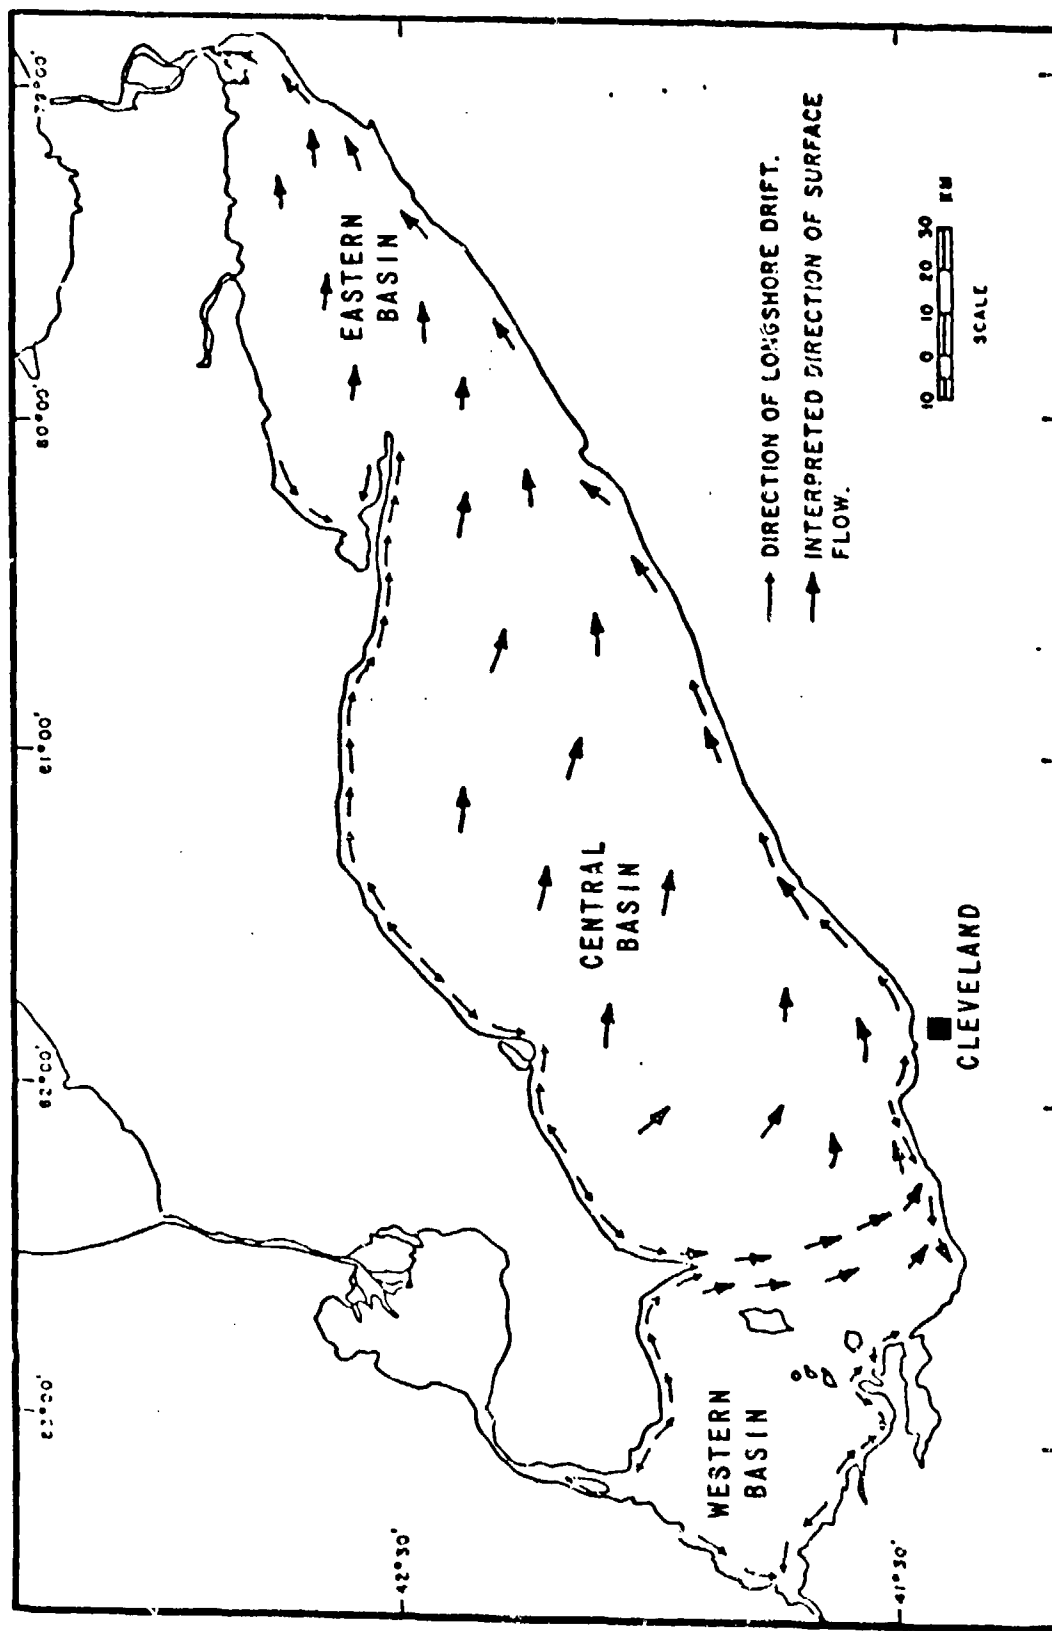 82°00'
81°00'
80°00'
42°30'
EASTERN
BASIN
CENTRAL
BASIN
WESTERN
BASIN
DIRECTION OF LONGSHORE DRIFT.
INTERPRETED DIRECTION OF SURFACE
FLOW.
41°30'
CLEVELAND
10 0 10 20 30 KM
SCALE